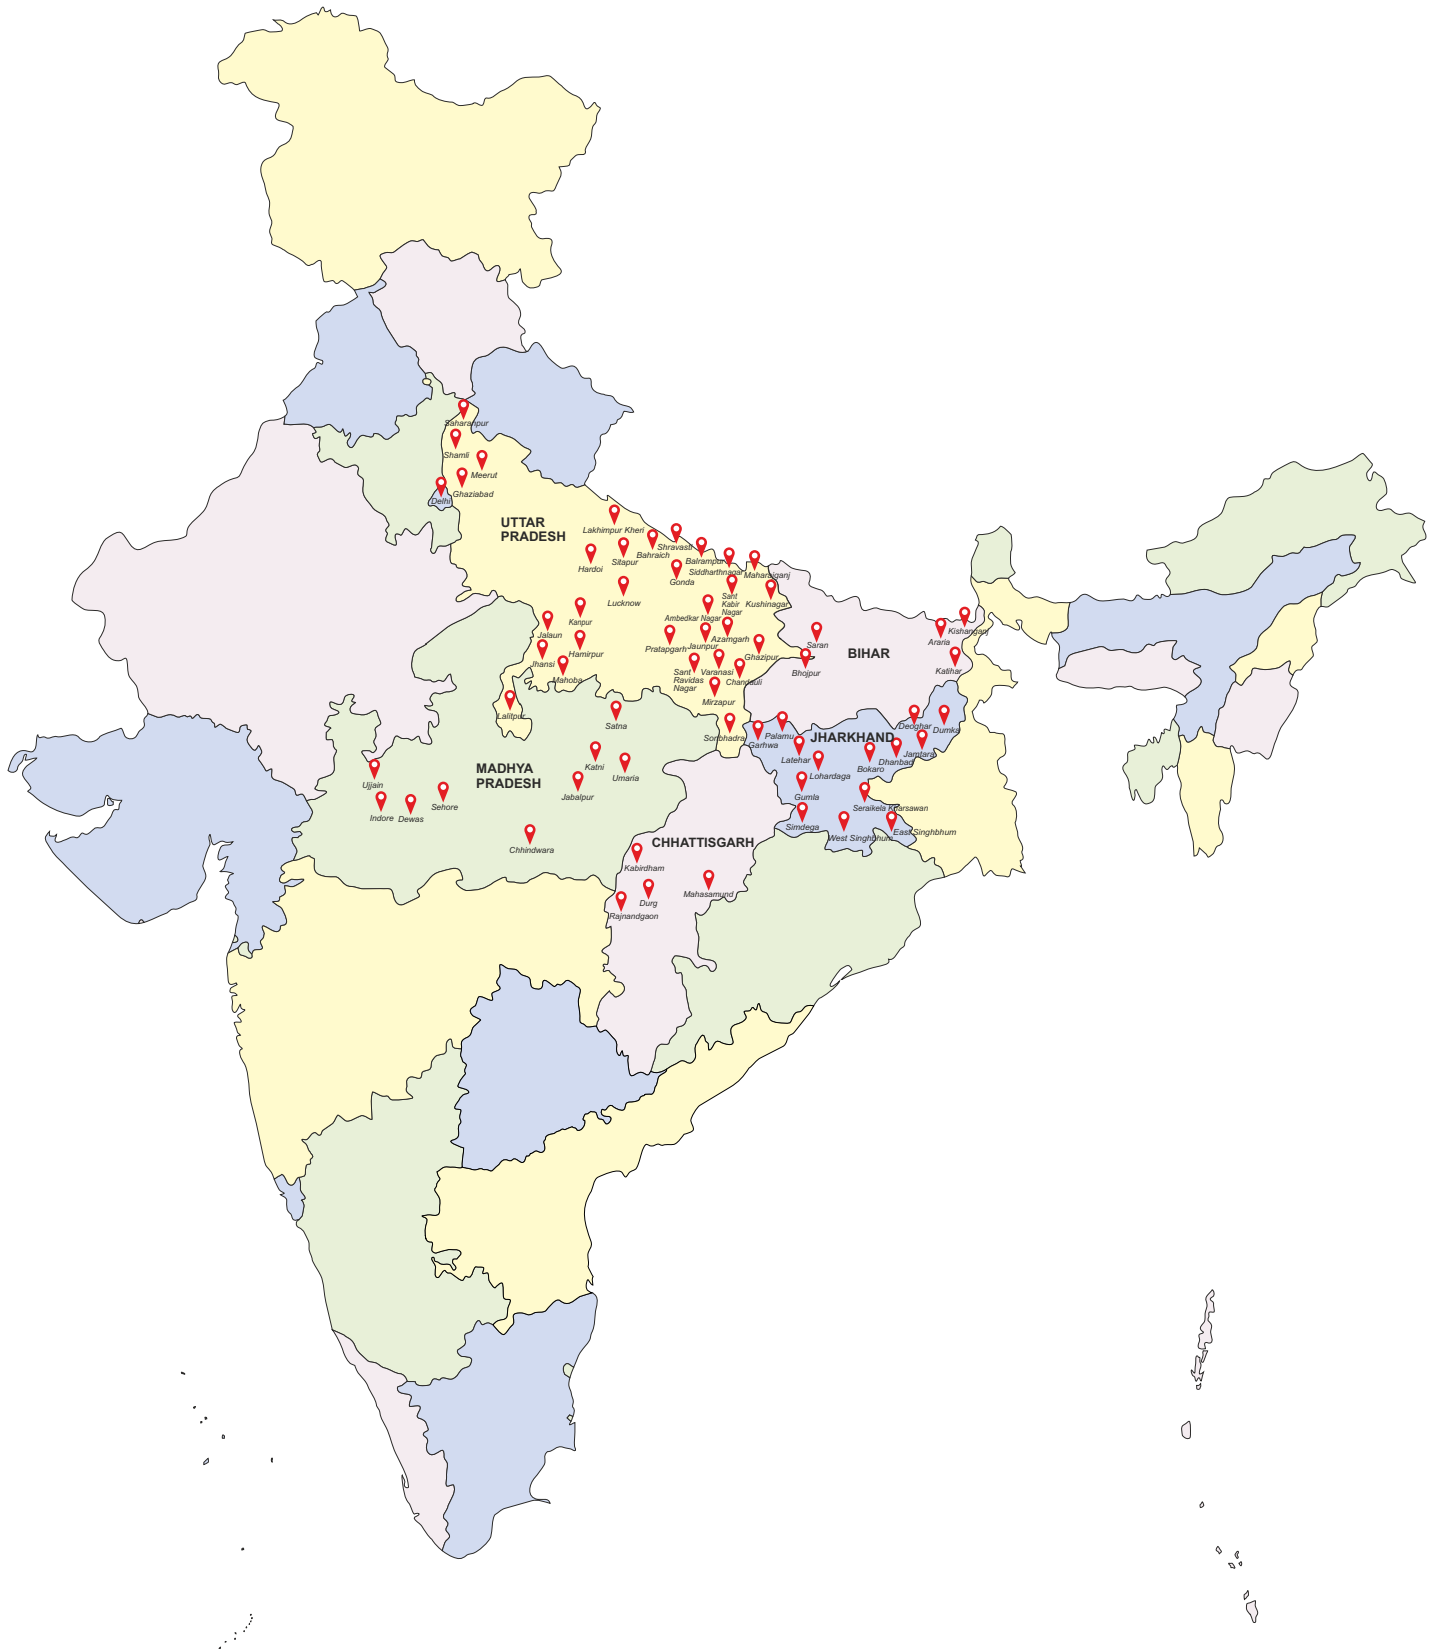 Saharanpur
Shamli
Meerut
Ghaziabad
Delhi
UTTAR
PRADESH
Lakhimpur Kheri
Shravasti
Bahraich
Balrampur
Sitapur
Hardoi
Siddharthnagar
Maharajganj
Gonda
Lucknow
Sant
Kabir
Nagar
Kushinagar
Kanpur
Ambedkar Nagar
Jalaun
Azamgarh
Jaunpur
Pratapgarh
Hamirpur
Ghazipur
Jhansi
Mahoba
Sant
Ravidas
Nagar
Varanasi
Chandauli
Mirzapur
Lalitpur
Sonbhadra
Saran
BIHAR
Bhojpur
Kishanganj
Araria
Katihar
Satna
Katni
Umaria
MADHYA
PRADESH
Jabalpur
Ujjain
Indore
Dewas
Sehore
Chhindwara
Garhwa
Palamu
JHARKHAND
Deoghar
Dumka
Latehar
Jamtara
Dhanbad
Bokaro
Lohardaga
Gumla
Seraikela Kharsawan
Simdega
West Singhbhum
East Singhbhum
CHHATTISGARH
Kabirdham
Mahasamund
Durg
Rajnandgaon